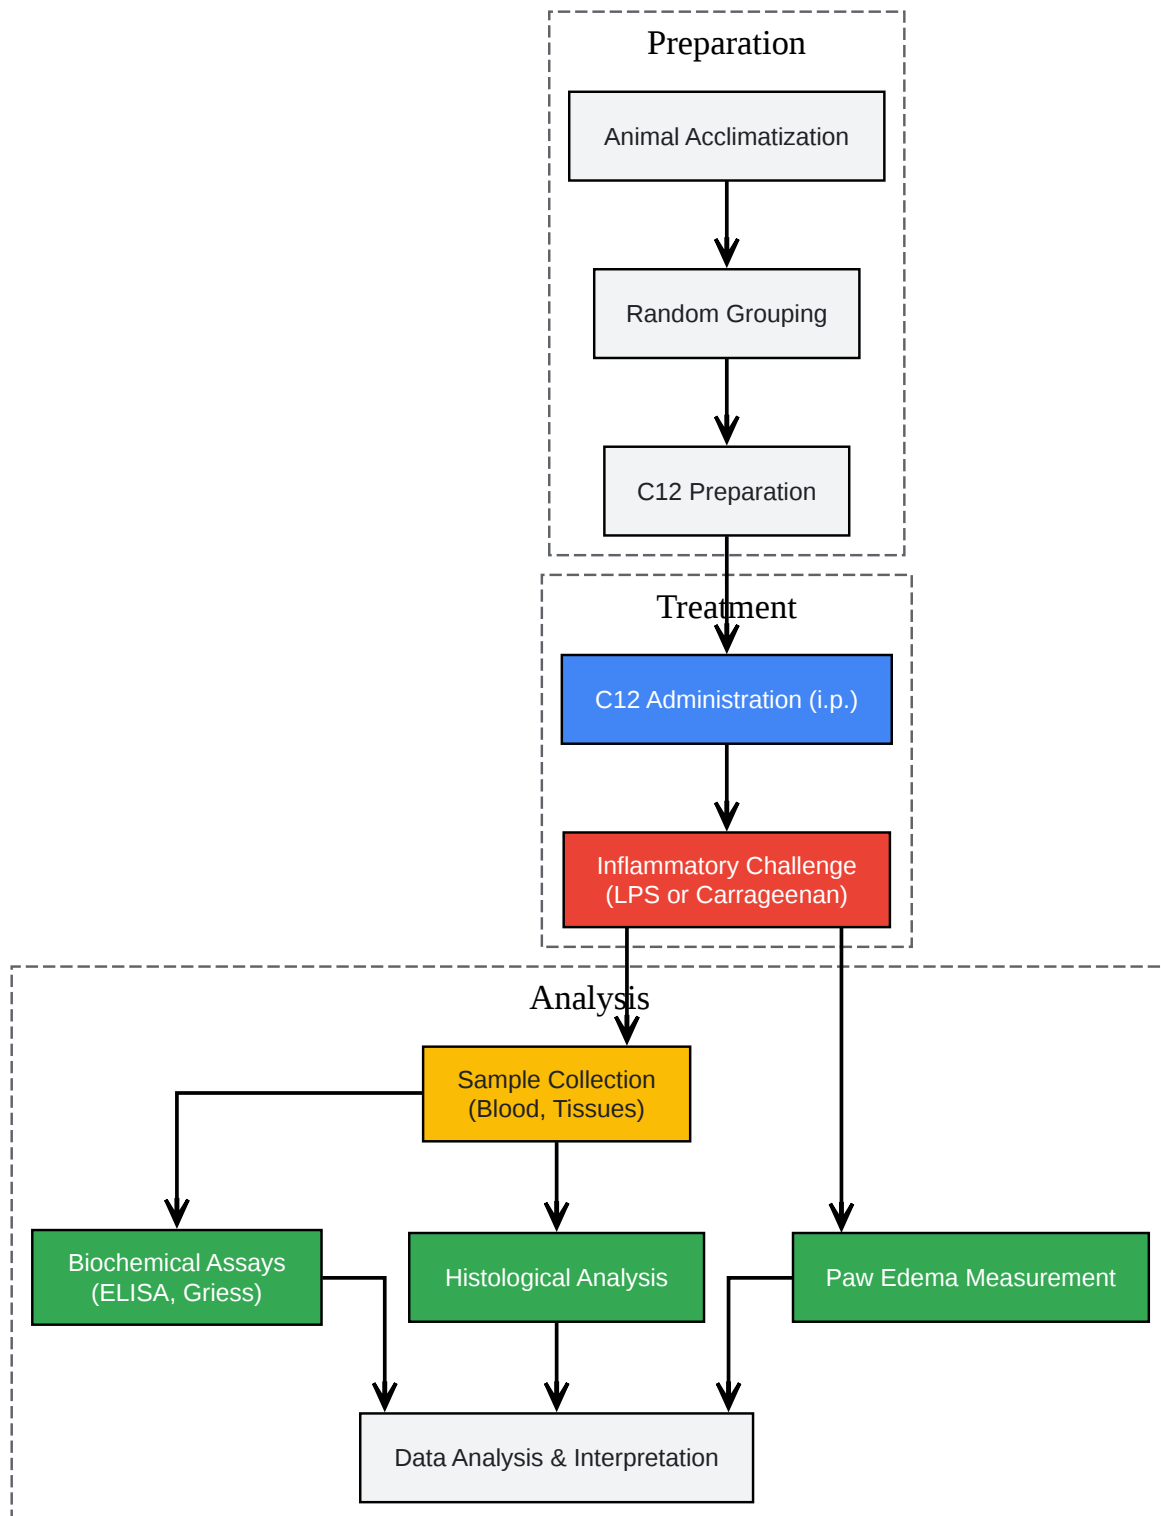 Preparation
Animal Acclimatization
Random Grouping
C12 Preparation
Treatment
C12 Administration (i.p.)
Inflammatory Challenge
(LPS or Carrageenan)
Analysis
Sample Collection
(Blood, Tissues)
Biochemical Assays
(ELISA, Griess)
Histological Analysis
Paw Edema Measurement
Data Analysis & Interpretation